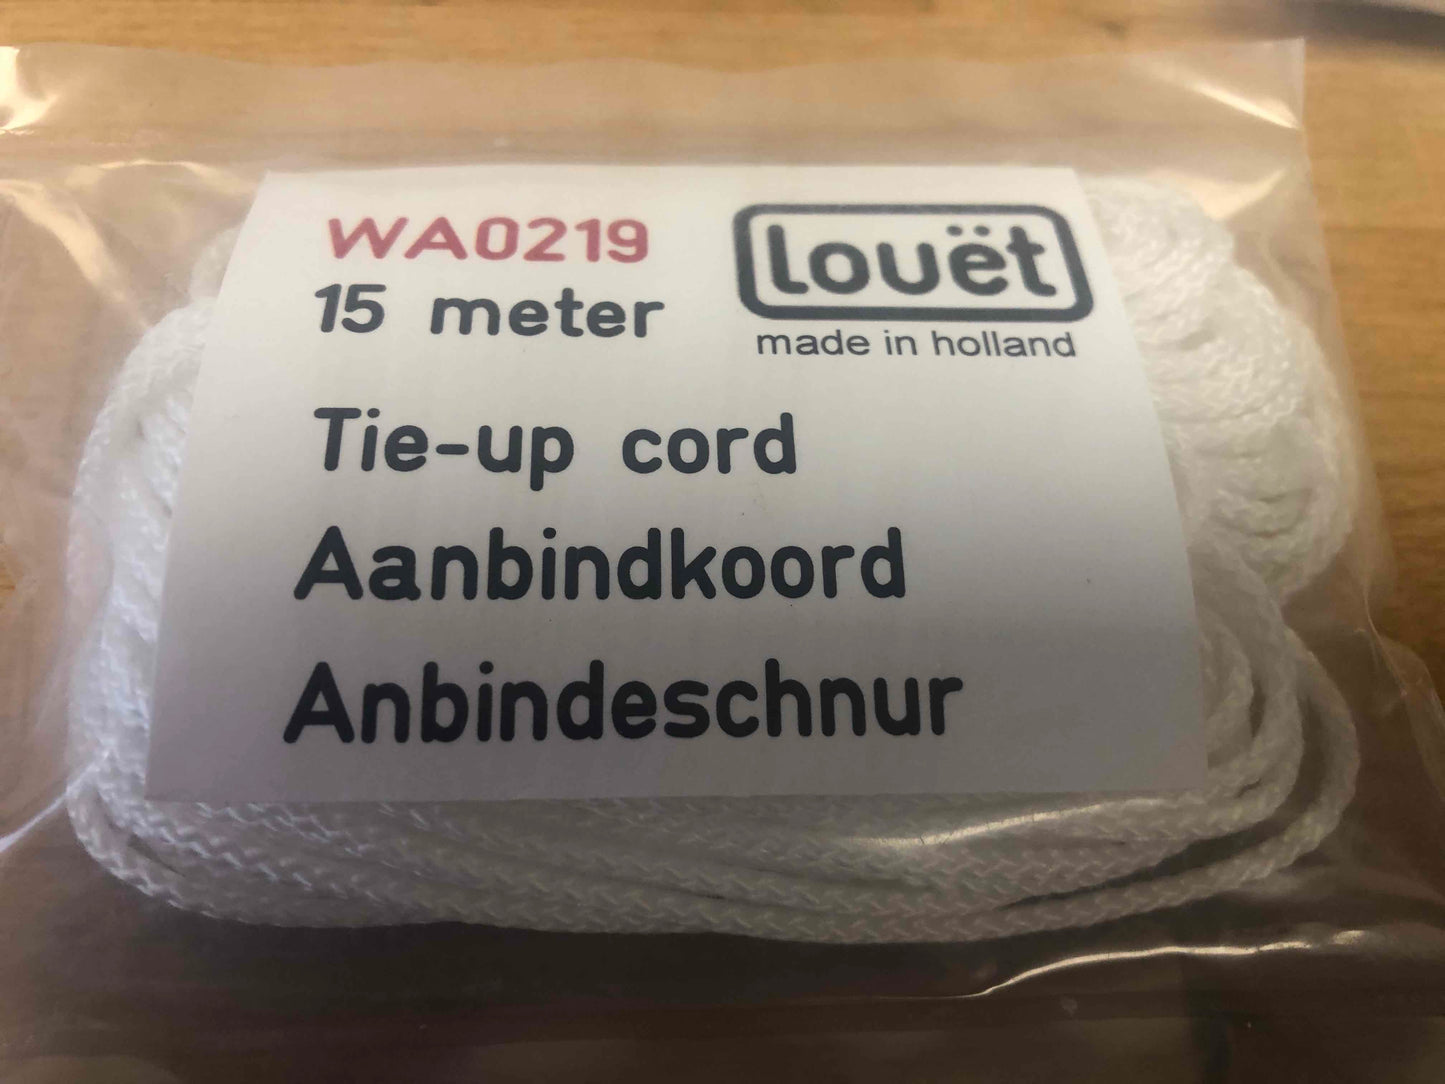 WA0219
15 meter
louët
made in holland
Tie-up cord
Aanbindkoord
Anbindeschnur